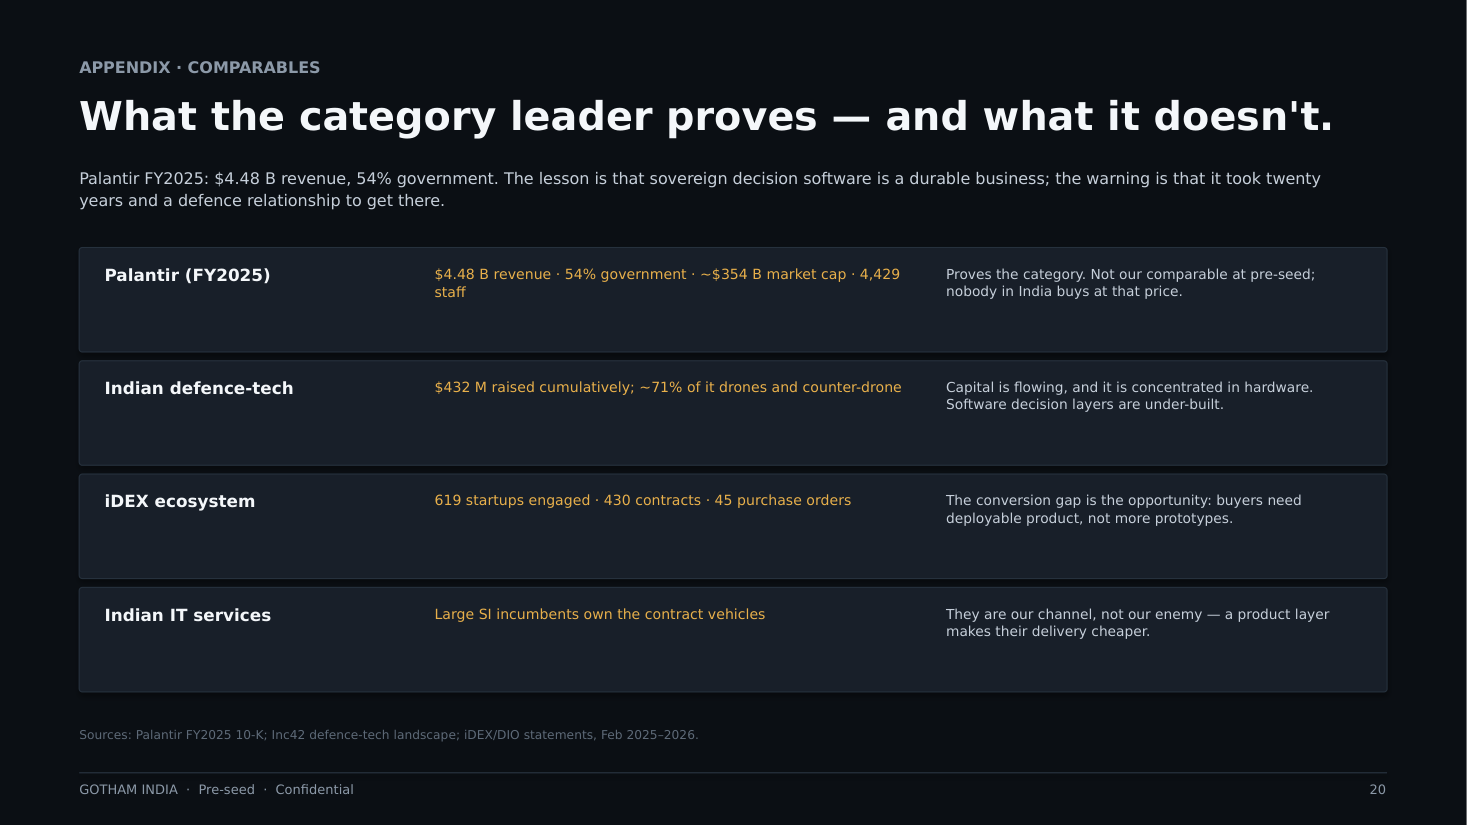 APPENDIX · COMPARABLES
What the category leader proves — and what it doesn't.
Palantir FY2025: $4.48 B revenue, 54% government. The lesson is that sovereign decision software is a durable business; the warning is that it took twenty
years and a defence relationship to get there.
Palantir (FY2025)
$4.48 B revenue · 54% government · ~$354 B market cap · 4,429
staff
Proves the category. Not our comparable at pre-seed;
nobody in India buys at that price.
Indian defence-tech
$432 M raised cumulatively; ~71% of it drones and counter-drone
Capital is flowing, and it is concentrated in hardware.
Software decision layers are under-built.
iDEX ecosystem
619 startups engaged · 430 contracts · 45 purchase orders
The conversion gap is the opportunity: buyers need
deployable product, not more prototypes.
Indian IT services
Large SI incumbents own the contract vehicles
They are our channel, not our enemy — a product layer
makes their delivery cheaper.
Sources: Palantir FY2025 10-K; Inc42 defence-tech landscape; iDEX/DIO statements, Feb 2025–2026.
GOTHAM INDIA · Pre-seed · Confidential
20